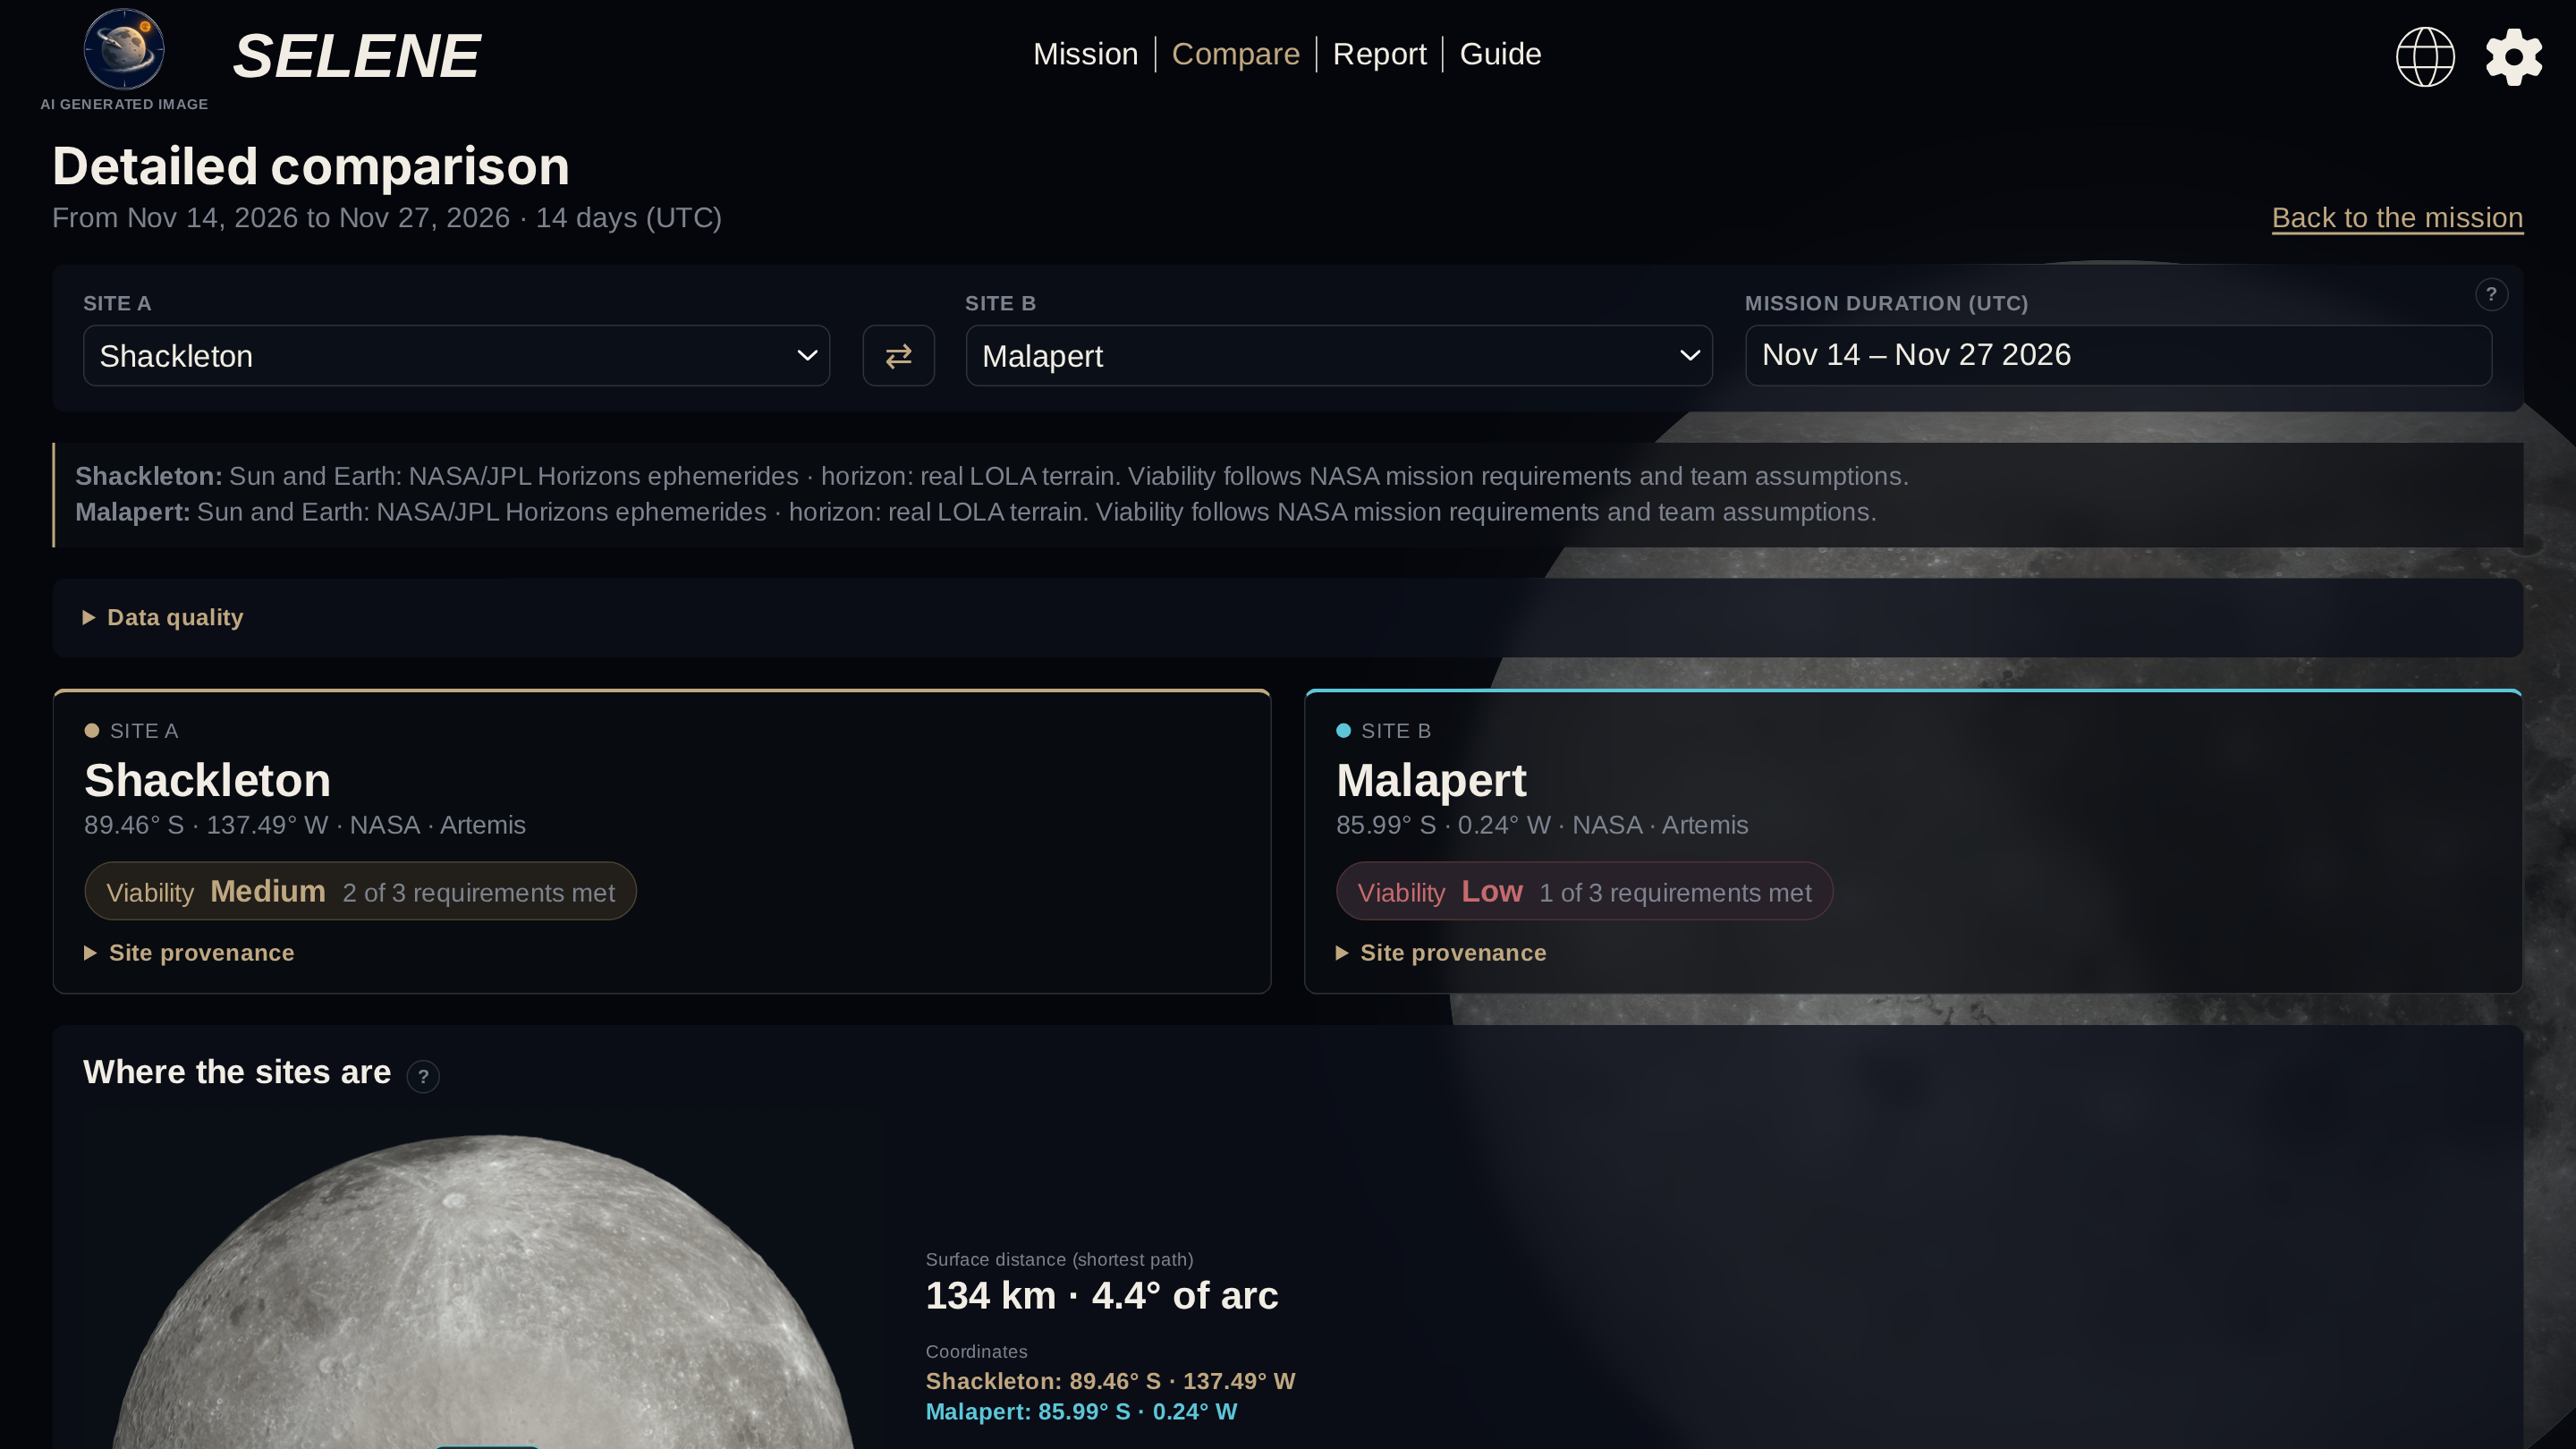 AI GENERATED IMAGE
SELENE
Mission
Compare
Report
Guide
Detailed comparison
From Nov 14, 2026 to Nov 27, 2026 · 14 days (UTC)
Back to the mission
SITE A
Shackleton
SITE B
Malapert
MISSION DURATION (UTC)
?
Nov 14 – Nov 27 2026
Shackleton: Sun and Earth: NASA/JPL Horizons ephemerides · horizon: real LOLA terrain. Viability follows NASA mission requirements and team assumptions.
Malapert: Sun and Earth: NASA/JPL Horizons ephemerides · horizon: real LOLA terrain. Viability follows NASA mission requirements and team assumptions.
Data quality
SITE A
Shackleton
89.46° S · 137.49° W · NASA · Artemis
Viability Medium 2 of 3 requirements met
Site provenance
SITE B
Malapert
85.99° S · 0.24° W · NASA · Artemis
Viability Low 1 of 3 requirements met
Site provenance
Where the sites are ?
Surface distance (shortest path)
134 km · 4.4° of arc
Coordinates
Shackleton: 89.46° S · 137.49° W
Malapert: 85.99° S · 0.24° W